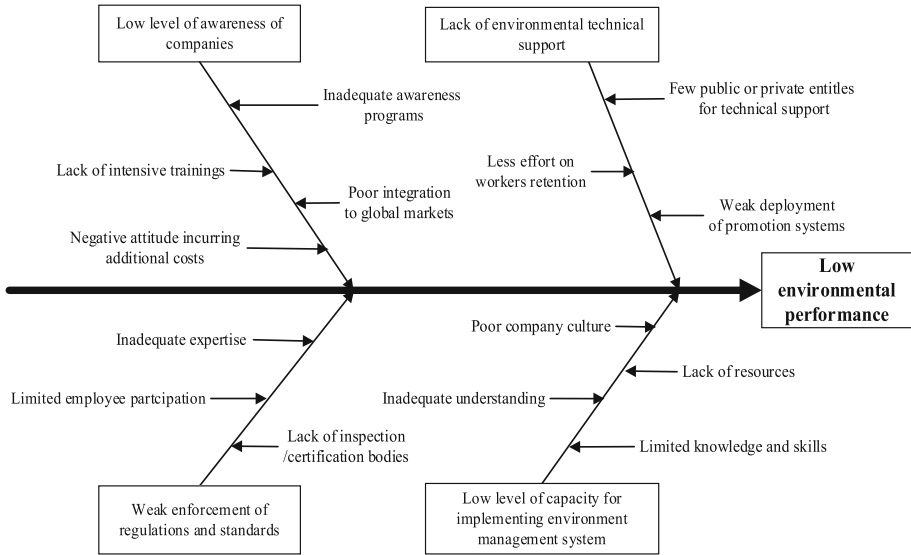 Low level of awareness of
companies
Lack of environmental technical
support
Inadequate awareness
programs
Few public or private entities
for technical support
Lack of intensive trainings
Less effort on
workers retention
Poor integration
to global markets
Weak deployment
of promotion systems
Negative attitude incurring
additional costs
Low
environmental
performance
Inadequate expertise
Poor company culture
Limited employee partcipation
Lack of resources
Inadequate understanding
Lack of inspection
/certification bodies
Limited knowledge and skills
Weak enforcement of
regulations and standards
Low level of capacity for
implementing environment
management system